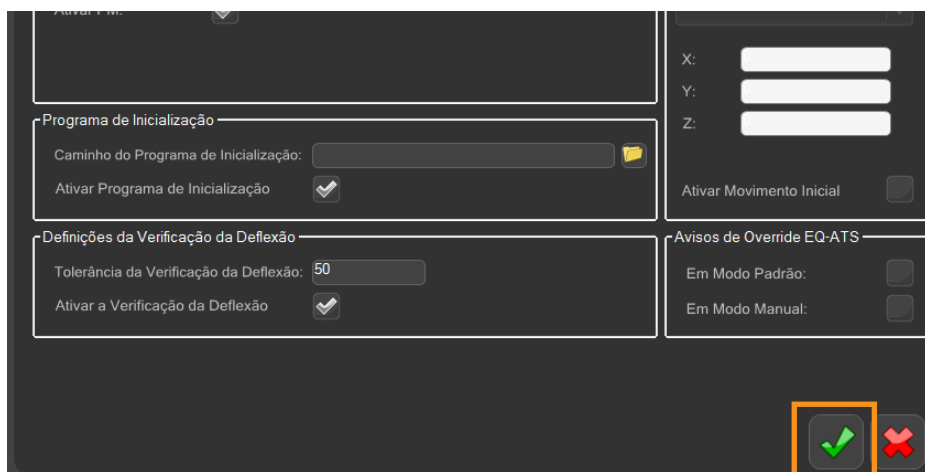 Ativar PM:
X:
Y:
Z:
Ativar Movimento Inicial
Programa de Inicialização
Caminho do Programa de Inicialização:
Ativar Programa de Inicialização
Definições da Verificação da Deflexão
Tolerância da Verificação da Deflexão: 50
Ativar a Verificação da Deflexão
Avisos de Override EQ-ATS
Em Modo Padrão:
Em Modo Manual: